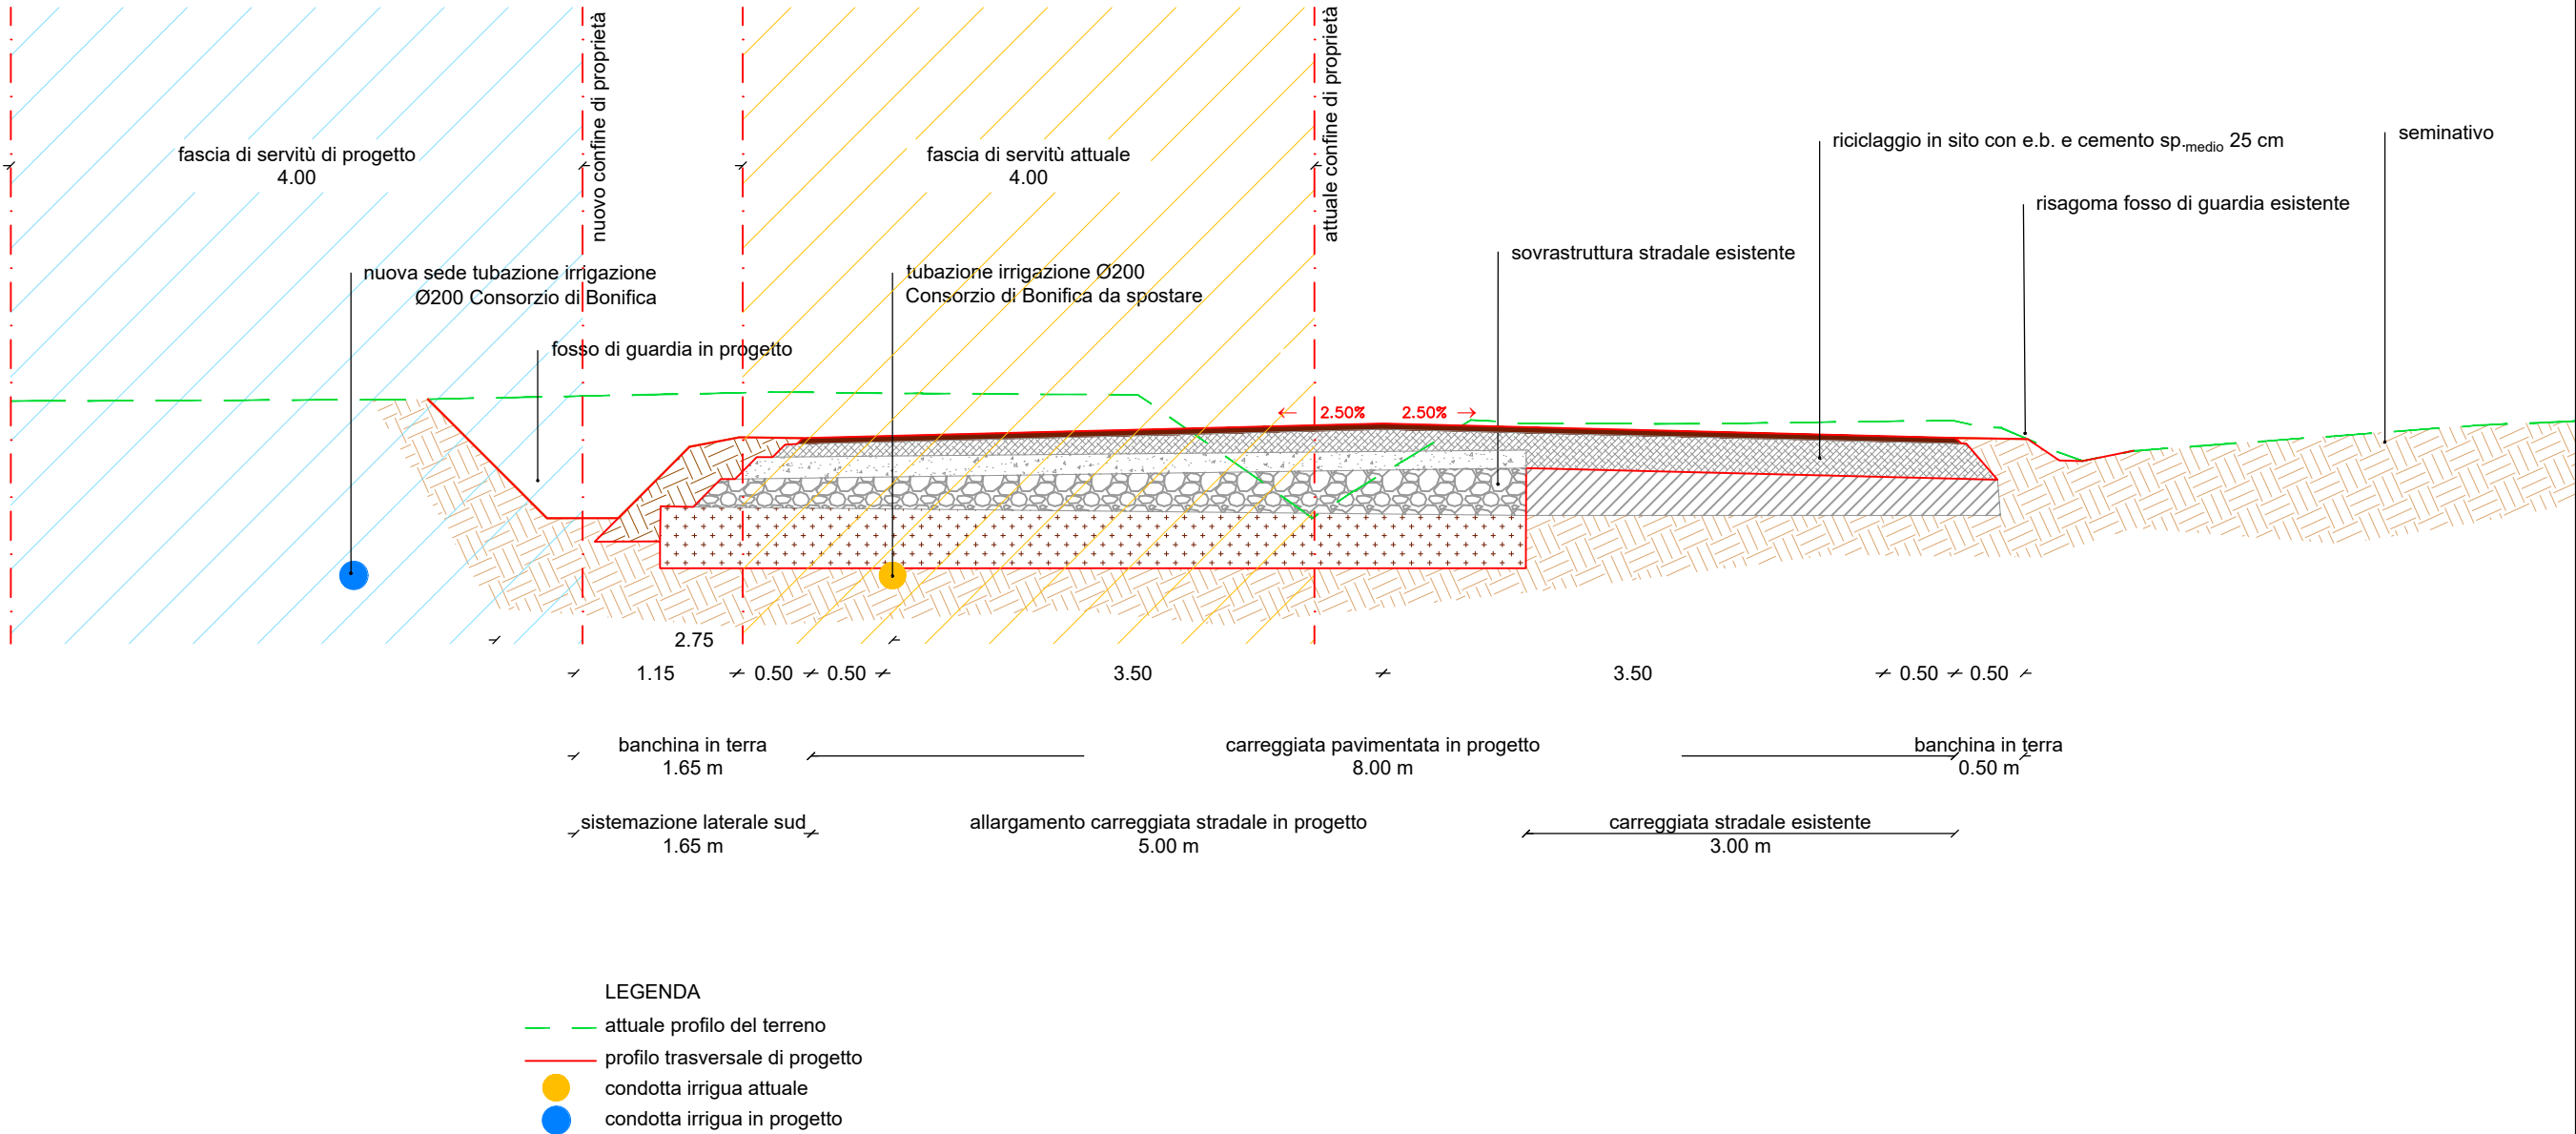 nuovo confine di proprietà
attuale confine di proprietà
fascia di servitù di progetto
4.00
fascia di servitù attuale
4.00
riciclaggio in sito con e.b. e cemento sp.medio 25 cm
seminativo
risagoma fosso di guardia esistente
sovrastruttura stradale esistente
nuova sede tubazione irrigazione
Ø200 Consorzio di Bonifica
tubazione irrigazione Ø200
Consorzio di Bonifica da spostare
fosso di guardia in progetto
2.50% 2.50%
2.75
1.15 0.50 0.50 3.50 3.50 0.50 0.50
banchina in terra
1.65 m
carreggiata pavimentata in progetto
8.00 m
banchina in terra
0.50 m
sistemazione laterale sud
1.65 m
allargamento carreggiata stradale in progetto
5.00 m
carreggiata stradale esistente
3.00 m
LEGENDA
attuale profilo del terreno
profilo trasversale di progetto
condotta irrigua attuale
condotta irrigua in progetto